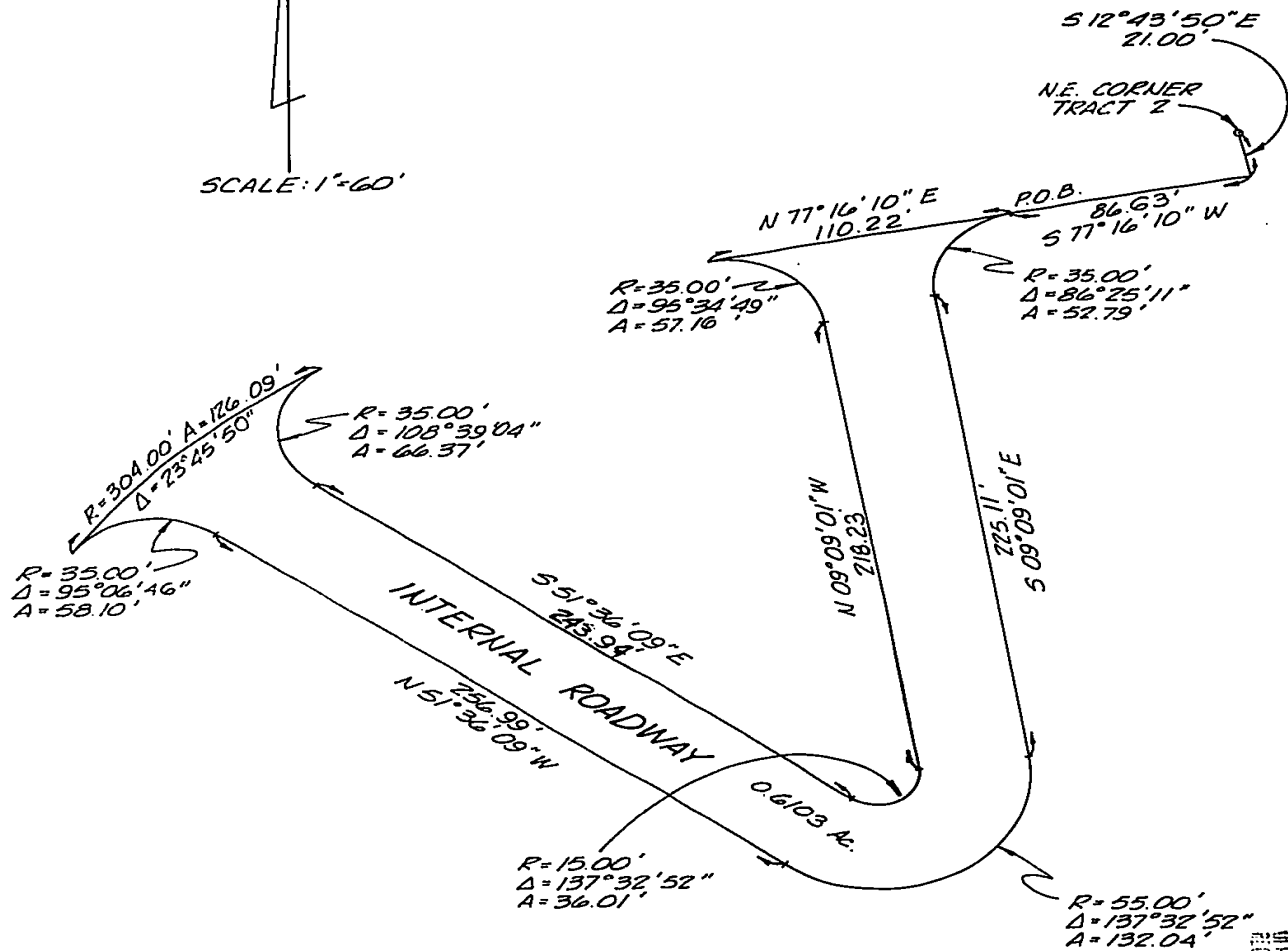 S 12°43'50" E
21.00'
N.E. CORNER
TRACT 2
SCALE: 1"=60'
N 77°16'10" E
110.22'
P.O.B.
86.63'
S 77°16'10" W
R=35.00'
Δ=95°34'49"
A=57.16'
R=35.00'
Δ=86°25'11"
A=52.79'
R=304.00' A=126.09'
Δ=23°45'50"
R=35.00'
Δ=108°39'04"
A=66.37'
R=35.00'
Δ=95°06'46"
A=58.10'
N 09°09'01" W
218.23
225.11'
S 09°09'01" E
S 51°36'09" E
243.94'
INTERNAL ROADWAY
256.99'
N 51°36'09" W
0.6103 AC.
R=15.00'
Δ=137°32'52"
A=36.01'
R=55.00'
Δ=137°32'52"
A=132.04'